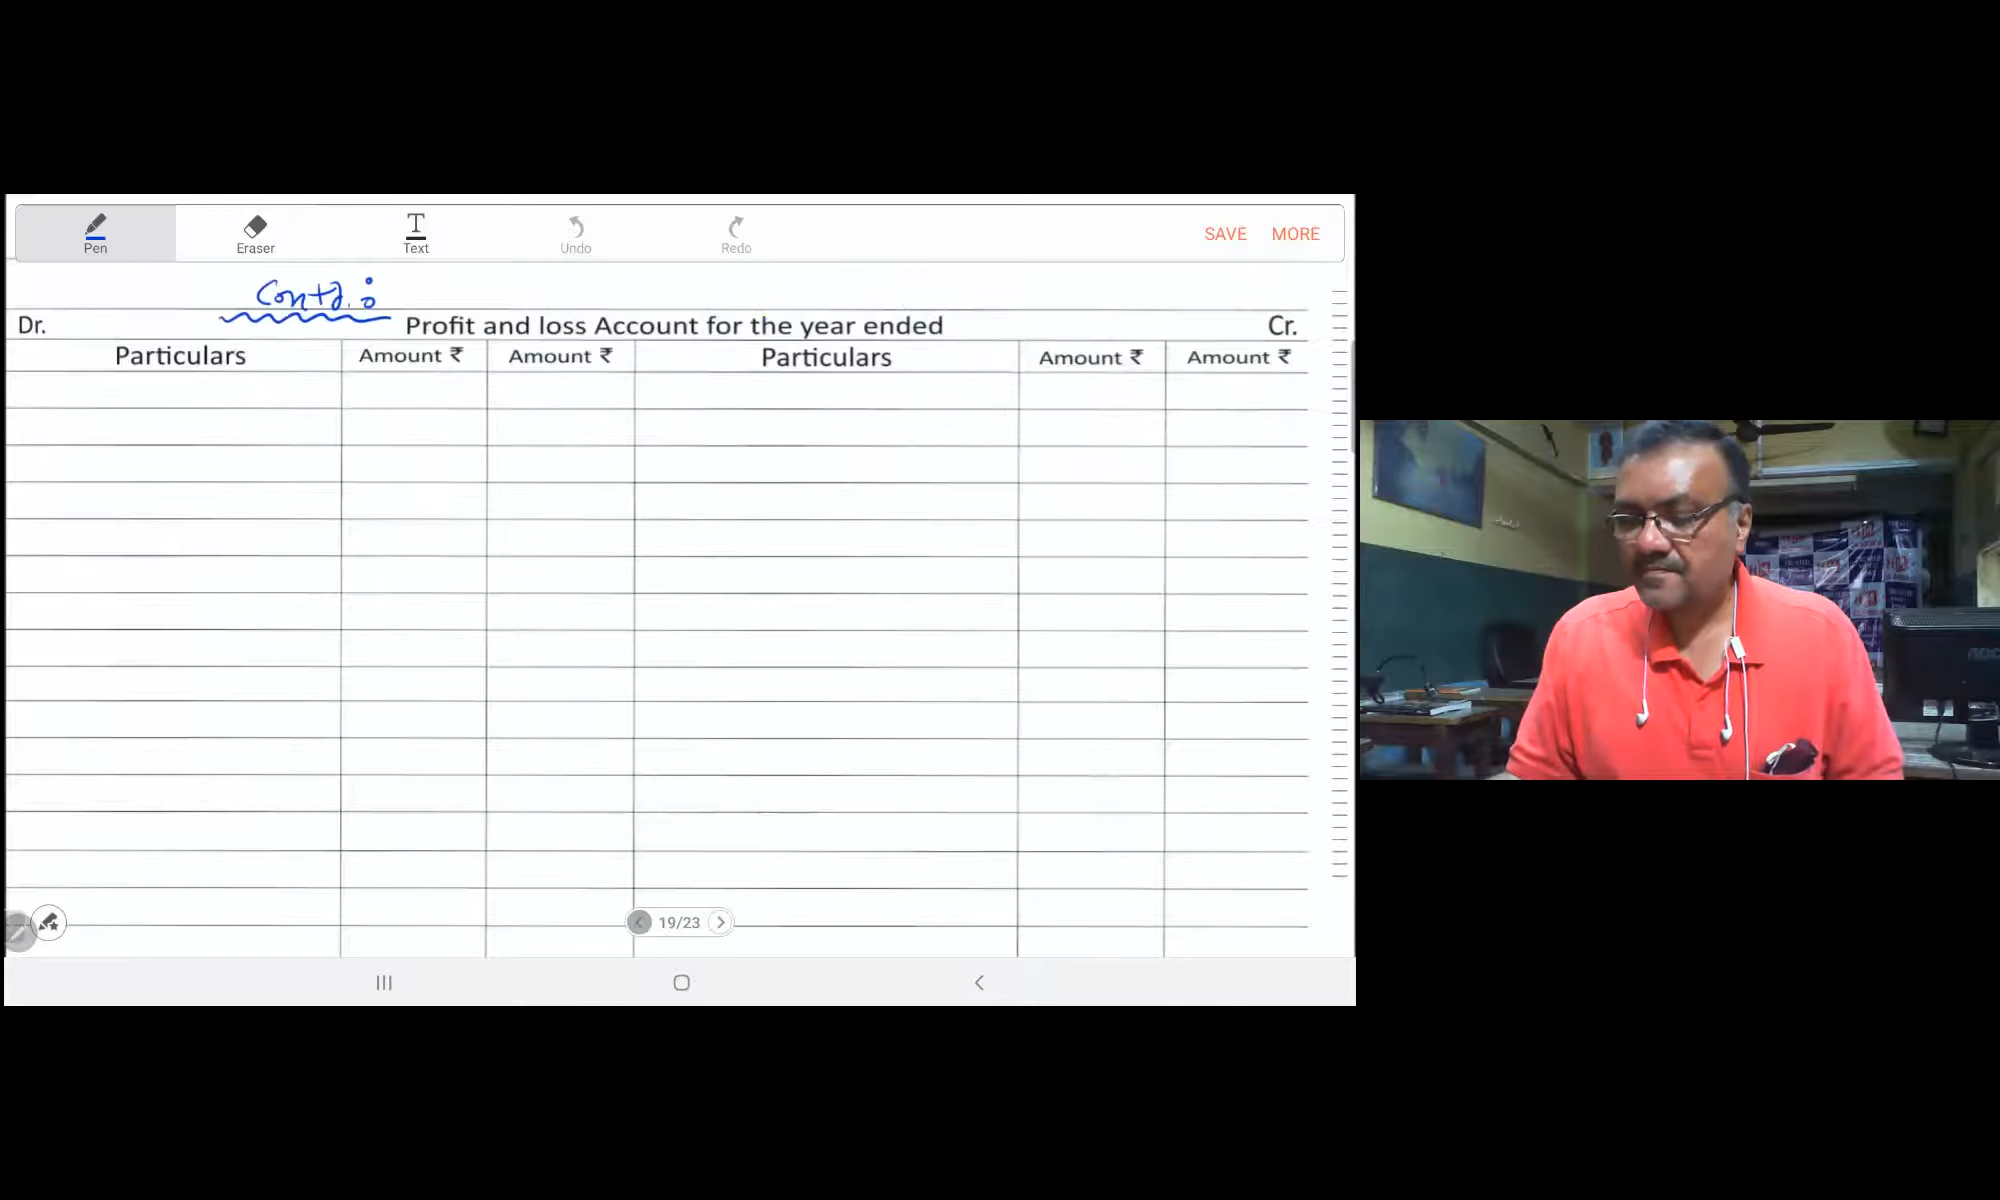 Pen
Eraser
Text
Undo
Redo
SAVE MORE
Contd. :
Dr. Profit and loss Account for the year ended Cr.
Particulars Amount ₹ Amount ₹ Particulars Amount ₹ Amount ₹
19/23
AOC